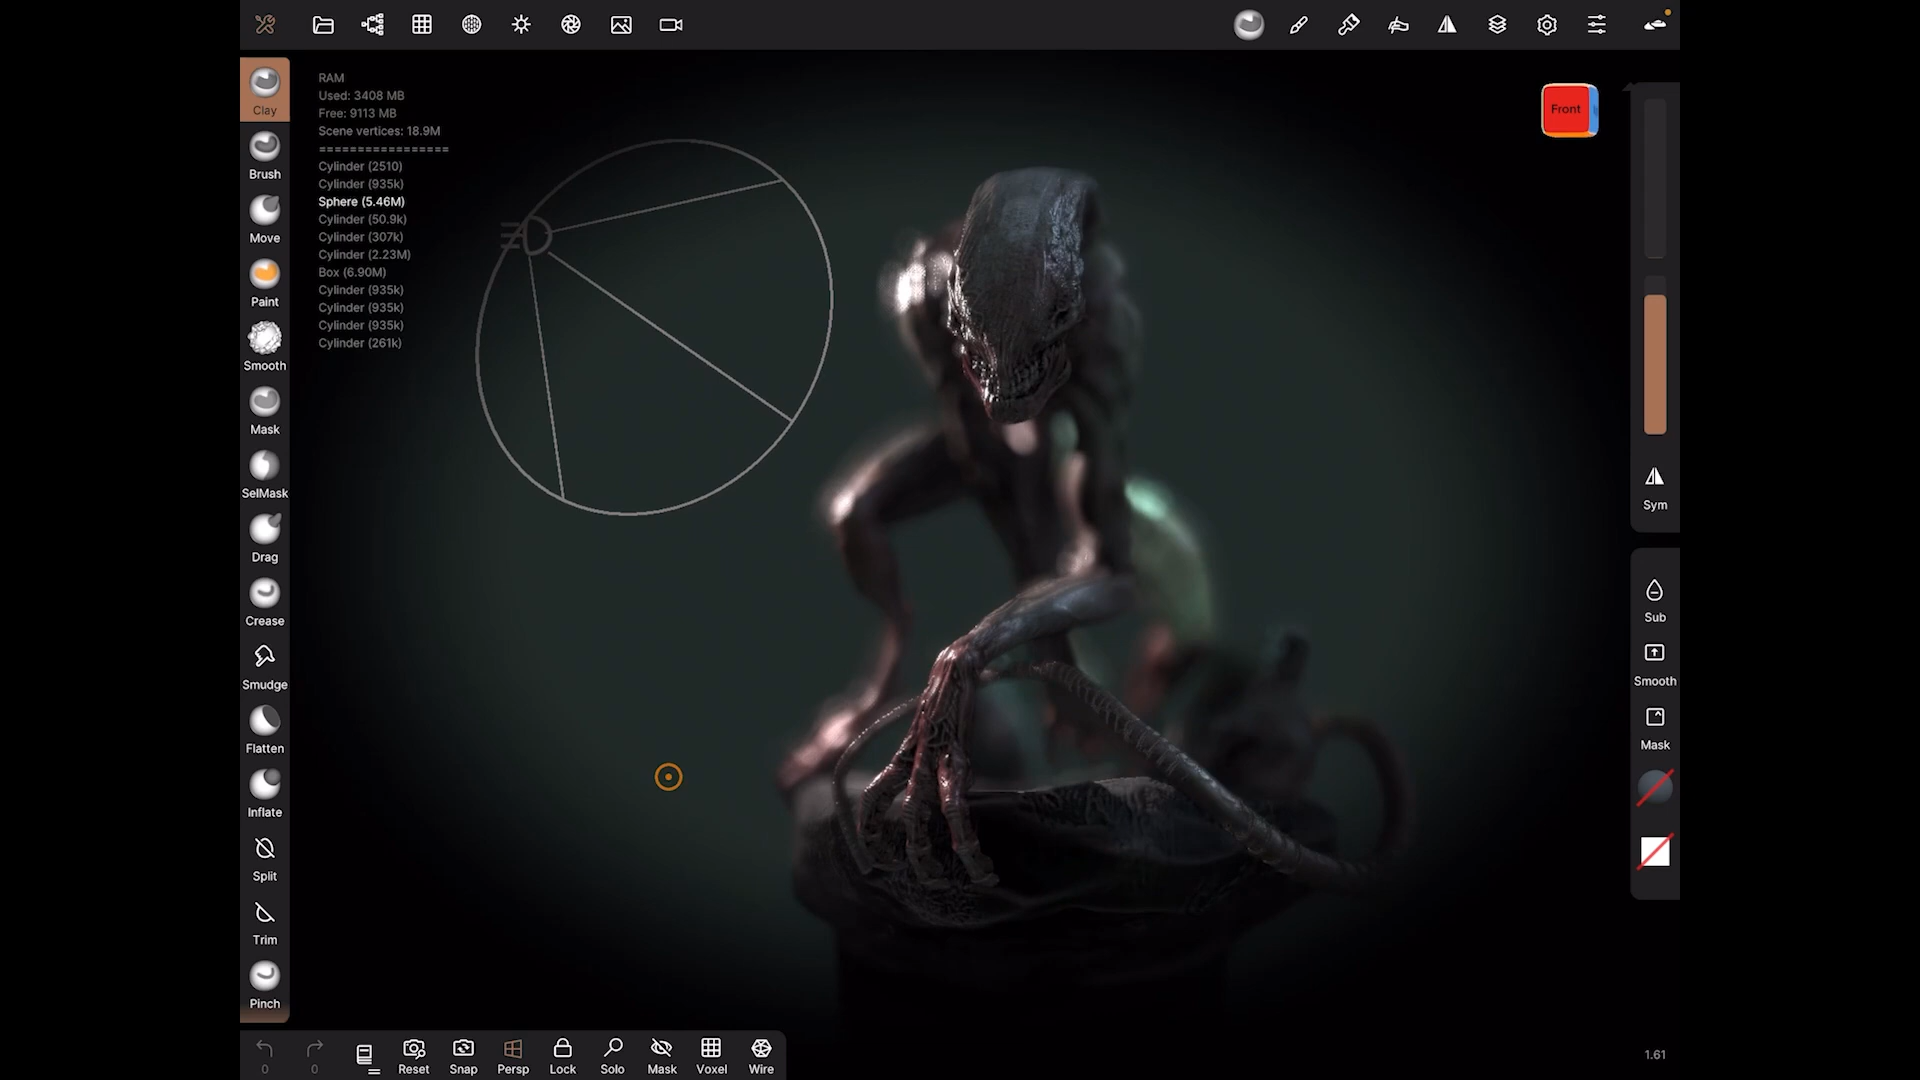 RAM
Used: 3408 MB
Free: 9113 MB
Scene vertices: 18.9M
=================
Cylinder (2510)
Cylinder (935k)
Sphere (5.46M)
Cylinder (50.9k)
Cylinder (307k)
Cylinder (2.23M)
Box (6.90M)
Cylinder (935k)
Cylinder (935k)
Cylinder (935k)
Cylinder (261k)
Clay
Brush
Move
Paint
Smooth
Mask
SelMask
Drag
Crease
Smudge
Flatten
Inflate
Split
Trim
Pinch
Front
Sym
Sub
Smooth
Mask
0
0
Reset
Snap
Persp
Lock
Solo
Mask
Voxel
Wire
1.61